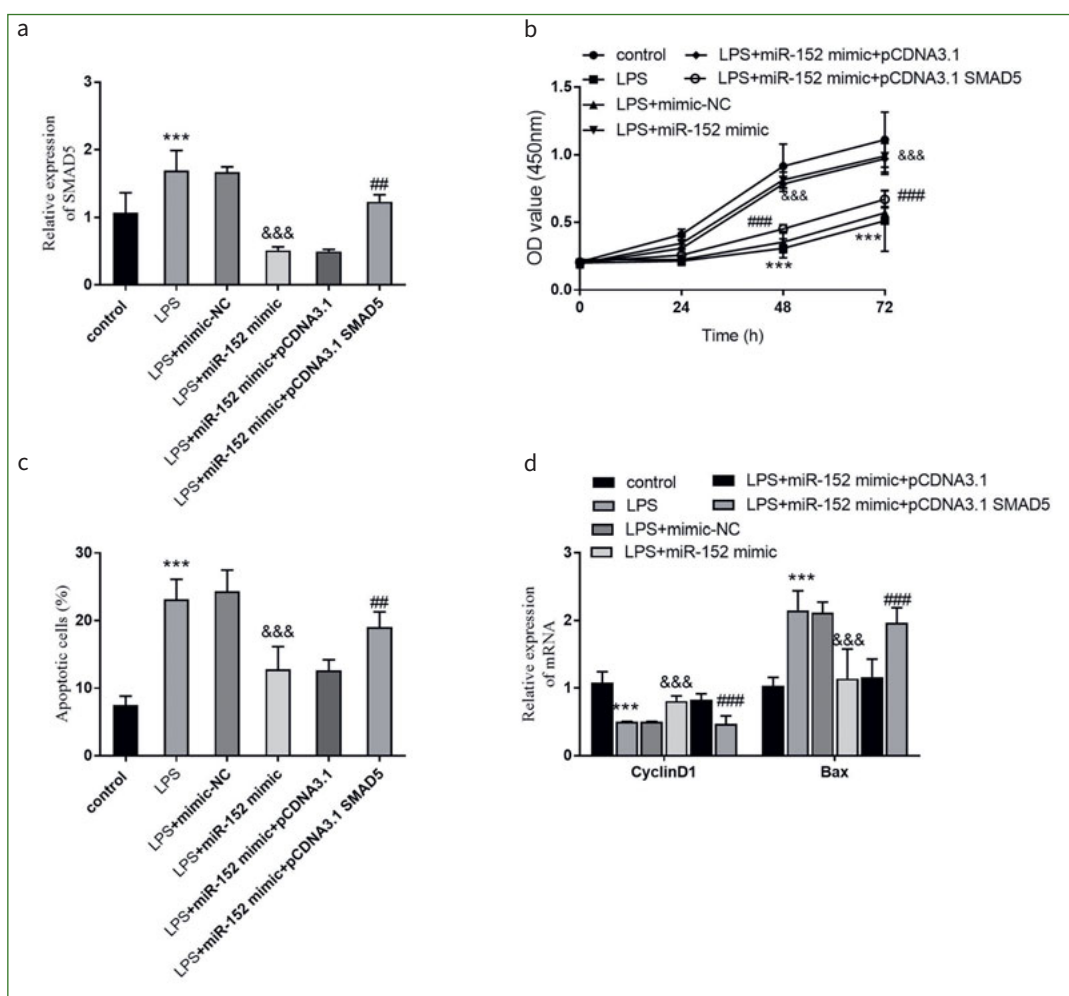 a
3
2
1
0
Relative expression
of SMAD5
***
&&&
##
control
LPS
LPS+mimic-NC
LPS+miR-152 mimic
LPS+miR-152 mimic+pCDNA3.1
LPS+miR-152 mimic+pCDNA3.1 SMAD5
b
control
LPS
LPS+mimic-NC
LPS+miR-152 mimic
LPS+miR-152 mimic+pCDNA3.1
LPS+miR-152 mimic+pCDNA3.1 SMAD5
1.5
1.0
0.5
0.0
OD value (450nm)
&&&
&&&
###
###
***
***
0
24
48
72
Time (h)
c
30
20
10
0
Apoptotic cells (%)
***
&&&
##
control
LPS
LPS+mimic-NC
LPS+miR-152 mimic
LPS+miR-152 mimic+pCDNA3.1
LPS+miR-152 mimic+pCDNA3.1 SMAD5
d
control
LPS
LPS+mimic-NC
LPS+miR-152 mimic
LPS+miR-152 mimic+pCDNA3.1
LPS+miR-152 mimic+pCDNA3.1 SMAD5
3
2
1
0
Relative expression
of mRNA
***
&&&
###
***
&&&
###
CyclinD1
Bax